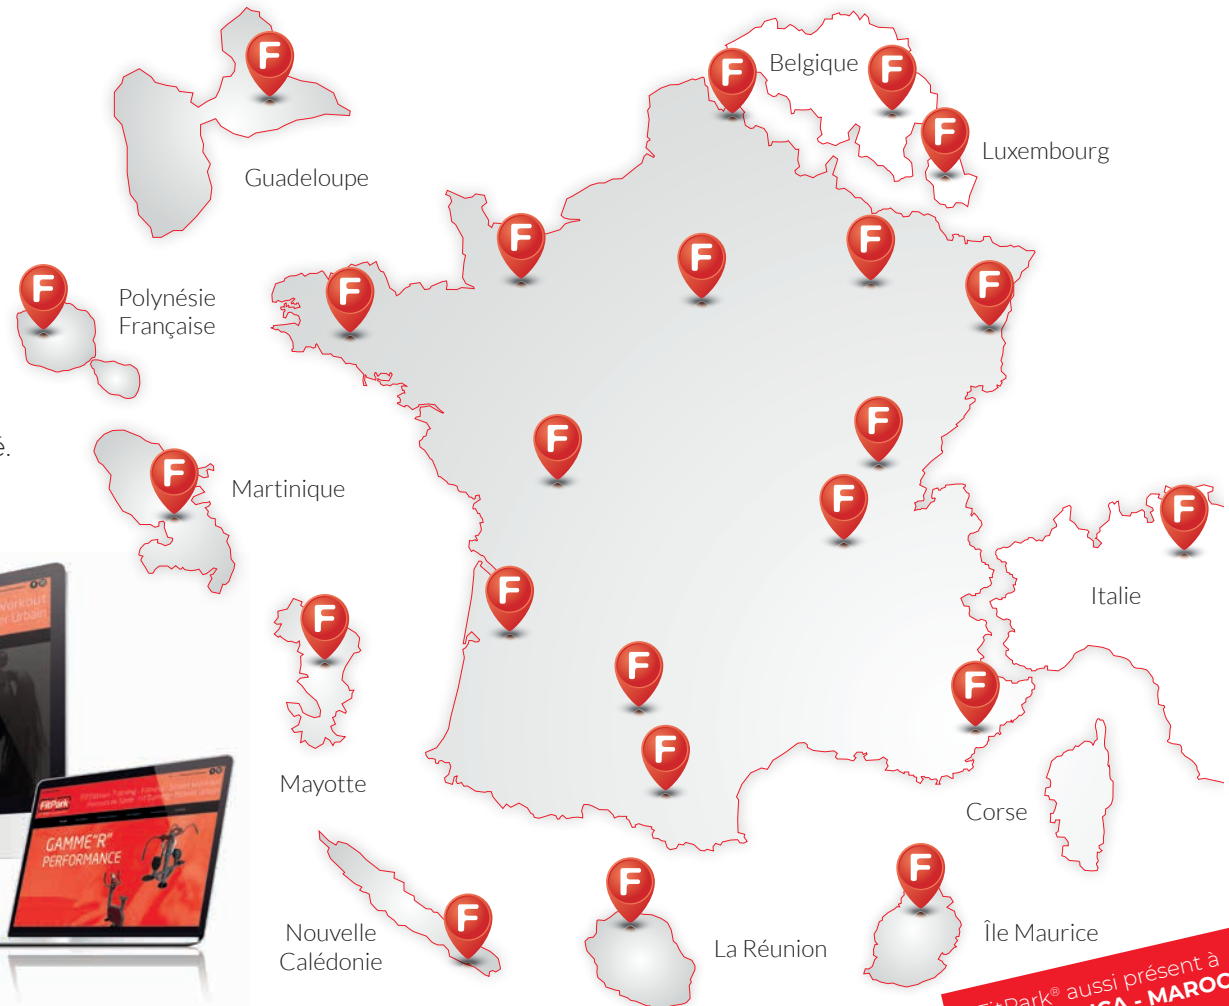 F
F
Belgique
F
F
Luxembourg
Guadeloupe
F
F
F
F
F
F
Polynésie
Française
F
é.
F
F
Martinique
F
F
F
Italie
F
F
F
F
Mayotte
F
Corse
FitPark
GAMME"R"
PERFORMANCE
F
F
F
Nouvelle
Calédonie
La Réunion
Île Maurice
FitPark® aussi présent à
- MAROC